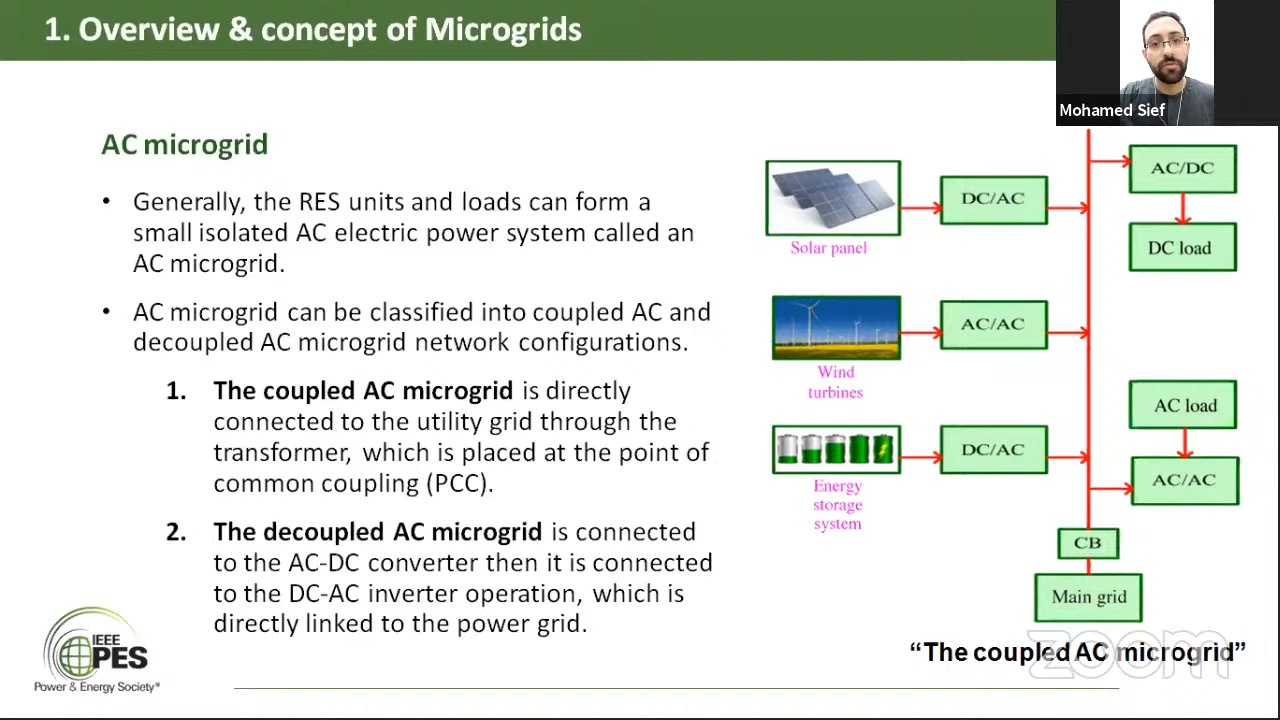 1. Overview & concept of Microgrids
Mohamed Sief
AC microgrid
• Generally, the RES units and loads can form a
small isolated AC electric power system called an
AC microgrid.
• AC microgrid can be classified into coupled AC and
decoupled AC microgrid network configurations.
1. The coupled AC microgrid is directly
connected to the utility grid through the
transformer, which is placed at the point of
common coupling (PCC).
2. The decoupled AC microgrid is connected
to the AC-DC converter then it is connected
to the DC-AC inverter operation, which is
directly linked to the power grid.
Solar panel
DC/AC
AC/DC
DC load
Wind
turbines
AC/AC
Energy
storage
system
DC/AC
AC load
AC/AC
CB
Main grid
"The coupled AC microgrid"
zoom
IEEE
PES
Power & Energy Society®